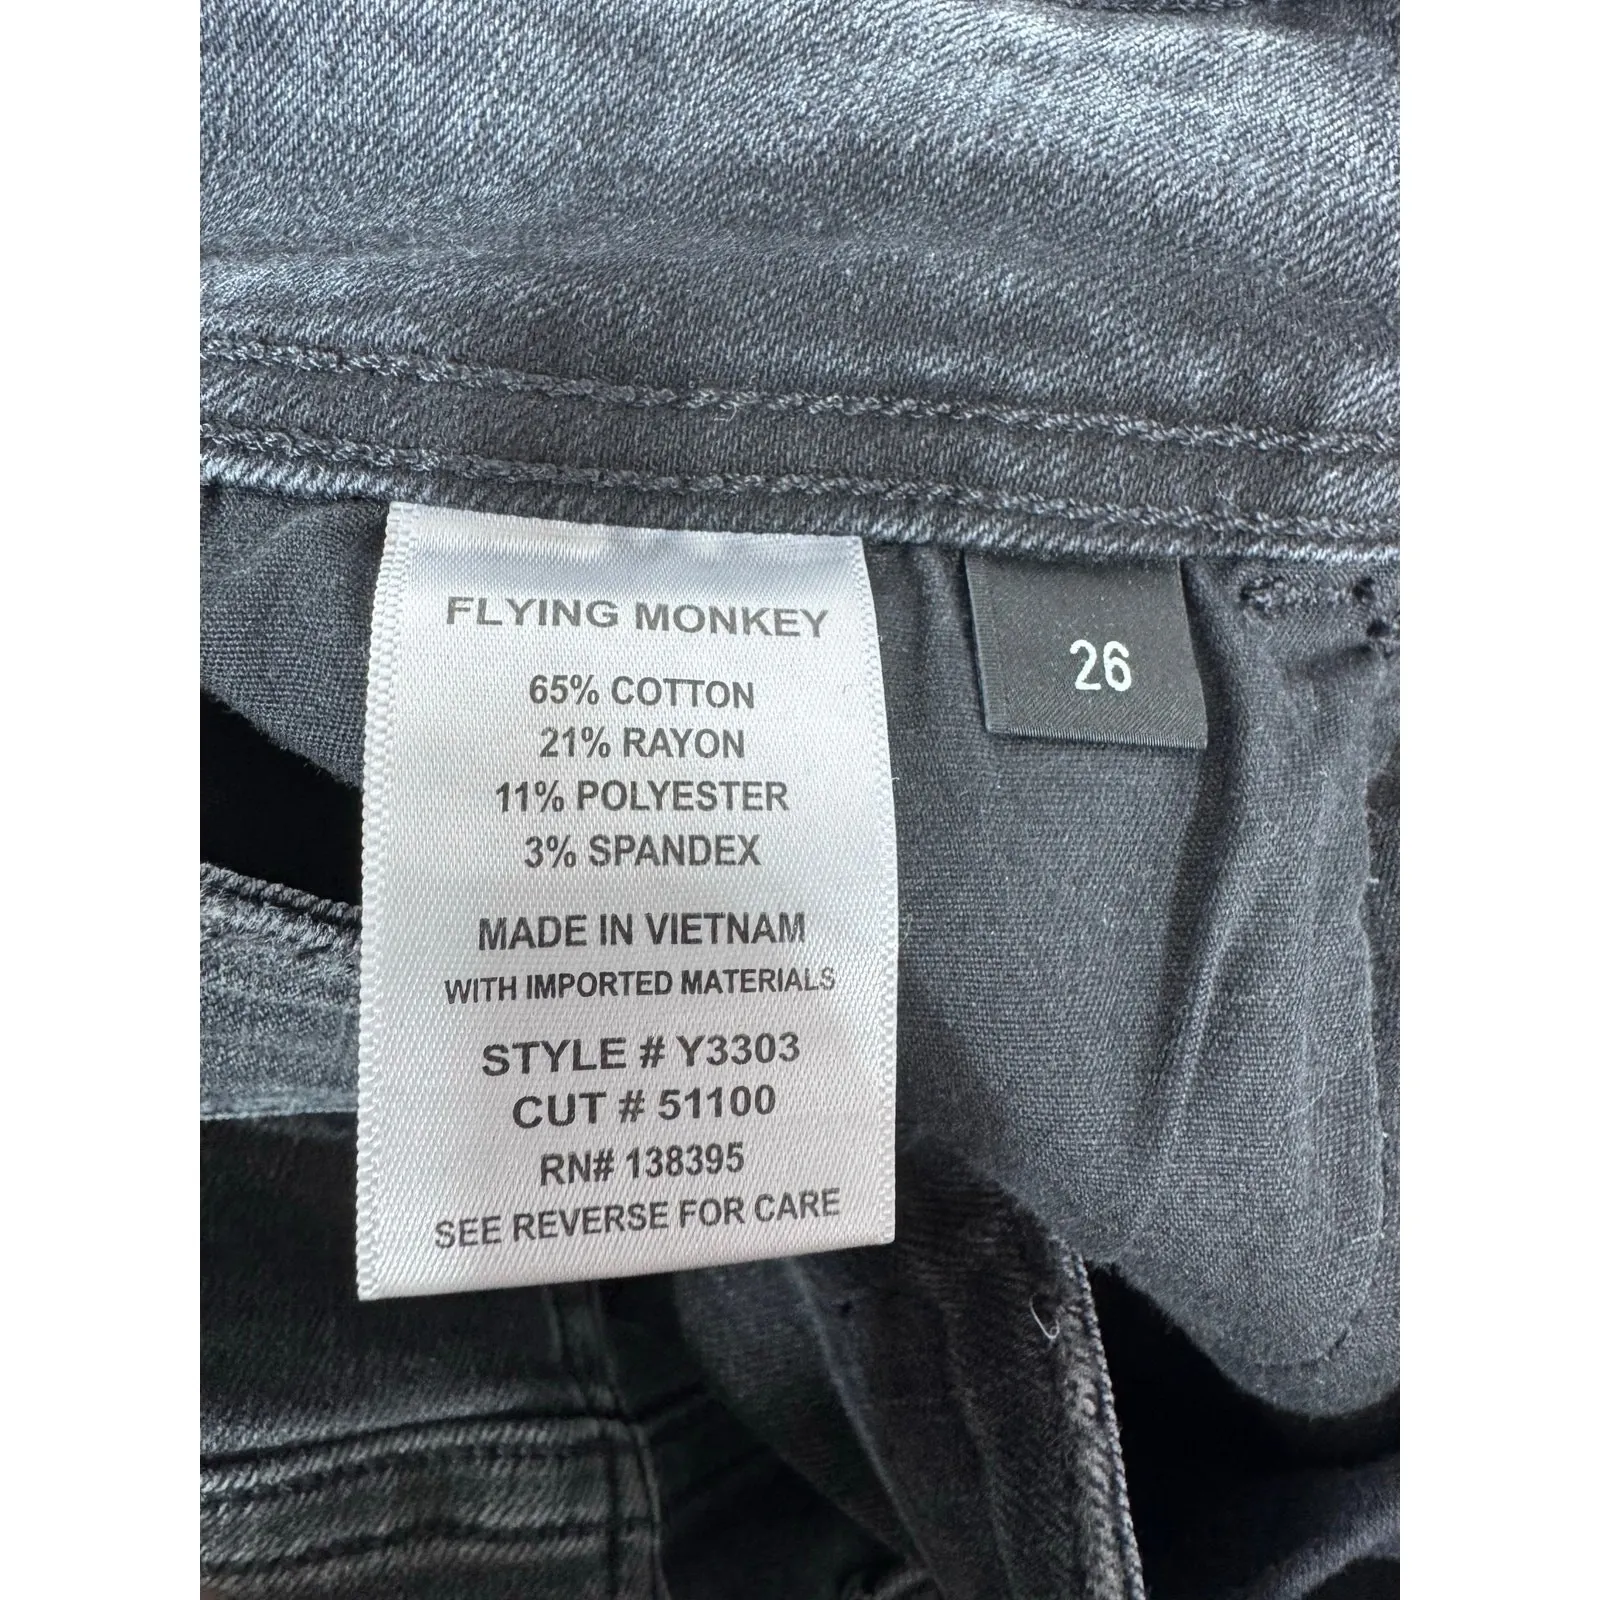 FLYING MONKEY
65% COTTON
21% RAYON
11% POLYESTER
3% SPANDEX
MADE IN VIETNAM
WITH IMPORTED MATERIALS
STYLE # Y3303
CUT # 51100
RN# 138395
SEE REVERSE FOR CARE
26